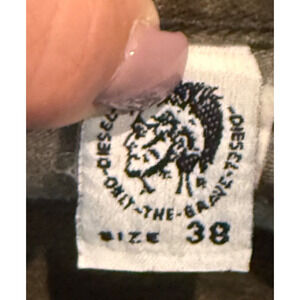 DIESEL
ONLY-THE-BRAVE
DIESEL
SIZE 38